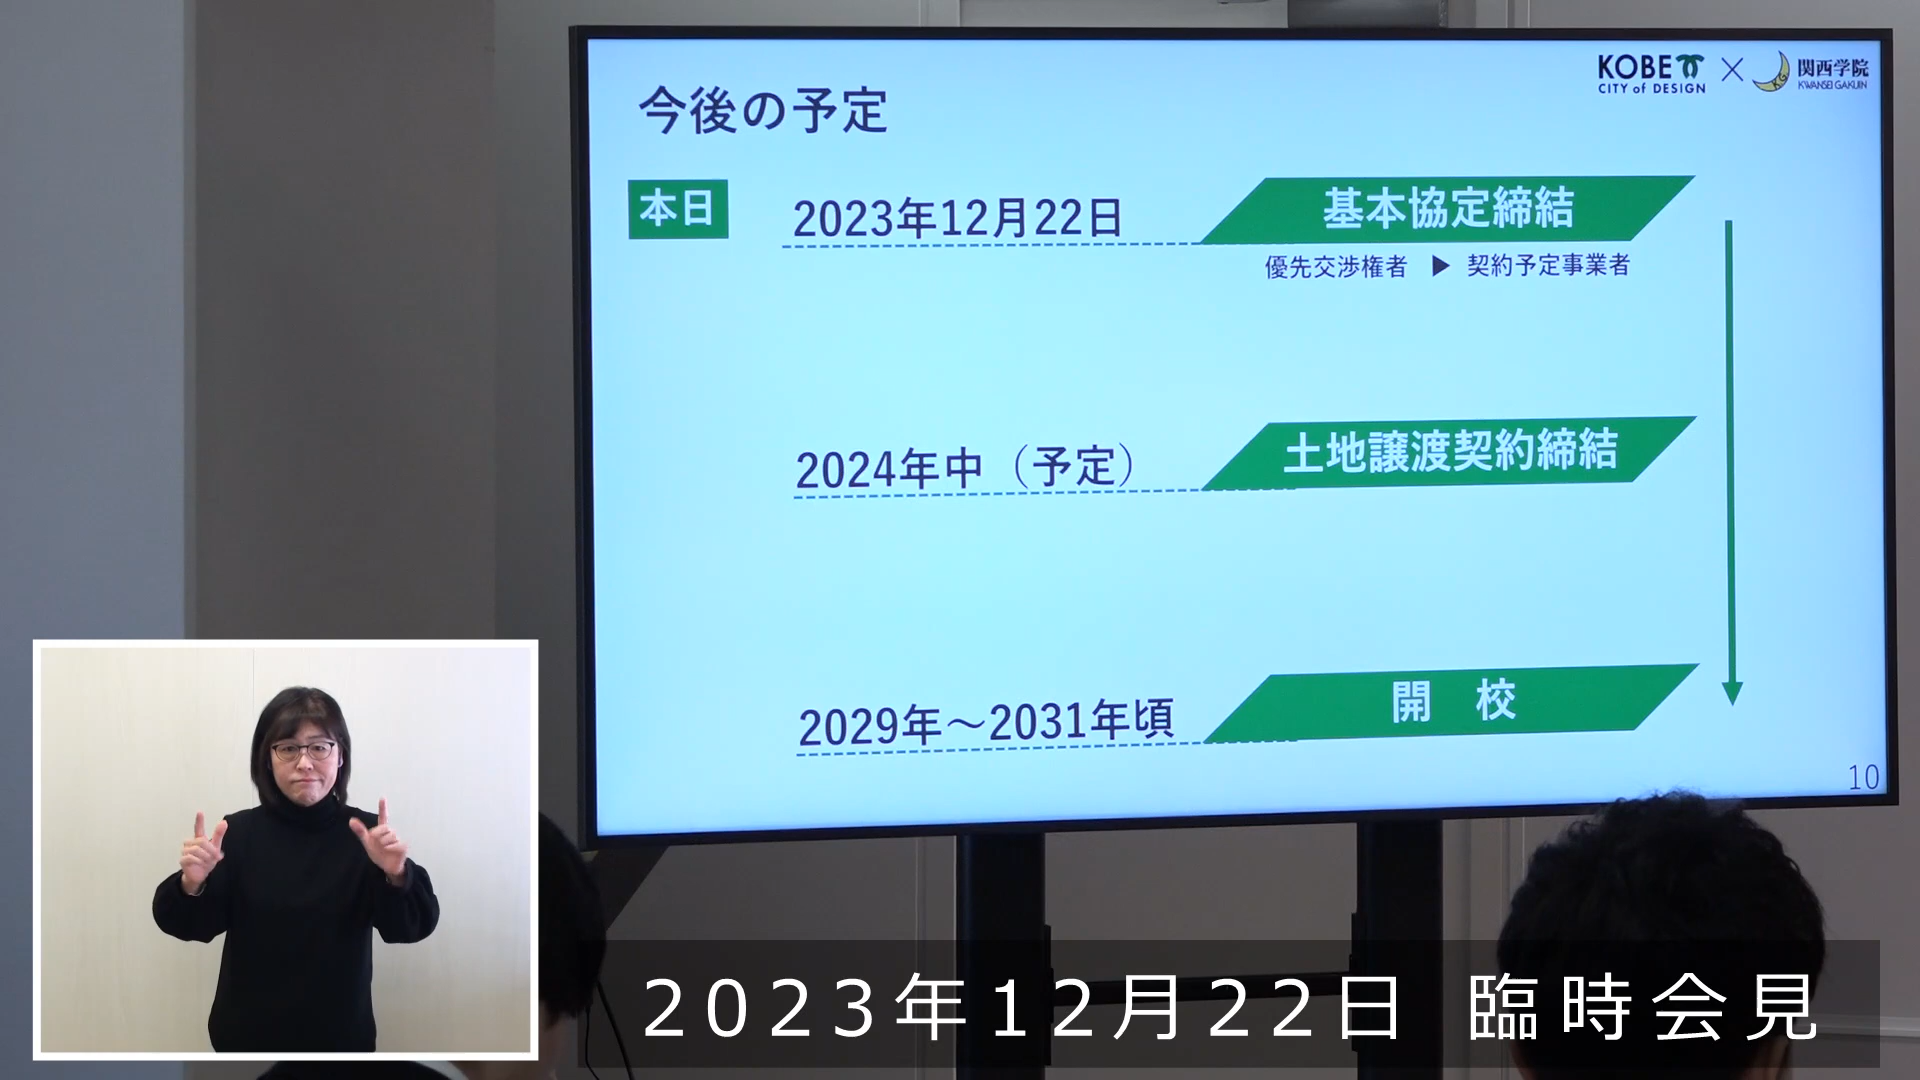 KOBE
CITY of DESIGN
×
関西学院
KWANSEI GAKUIN
今後の予定
本日
2023年12月22日
基本協定締結
優先交渉権者 ▶ 契約予定事業者
2024年中（予定）
土地譲渡契約締結
2029年～2031年頃
開 校
10
2023年12月22日 臨時会見